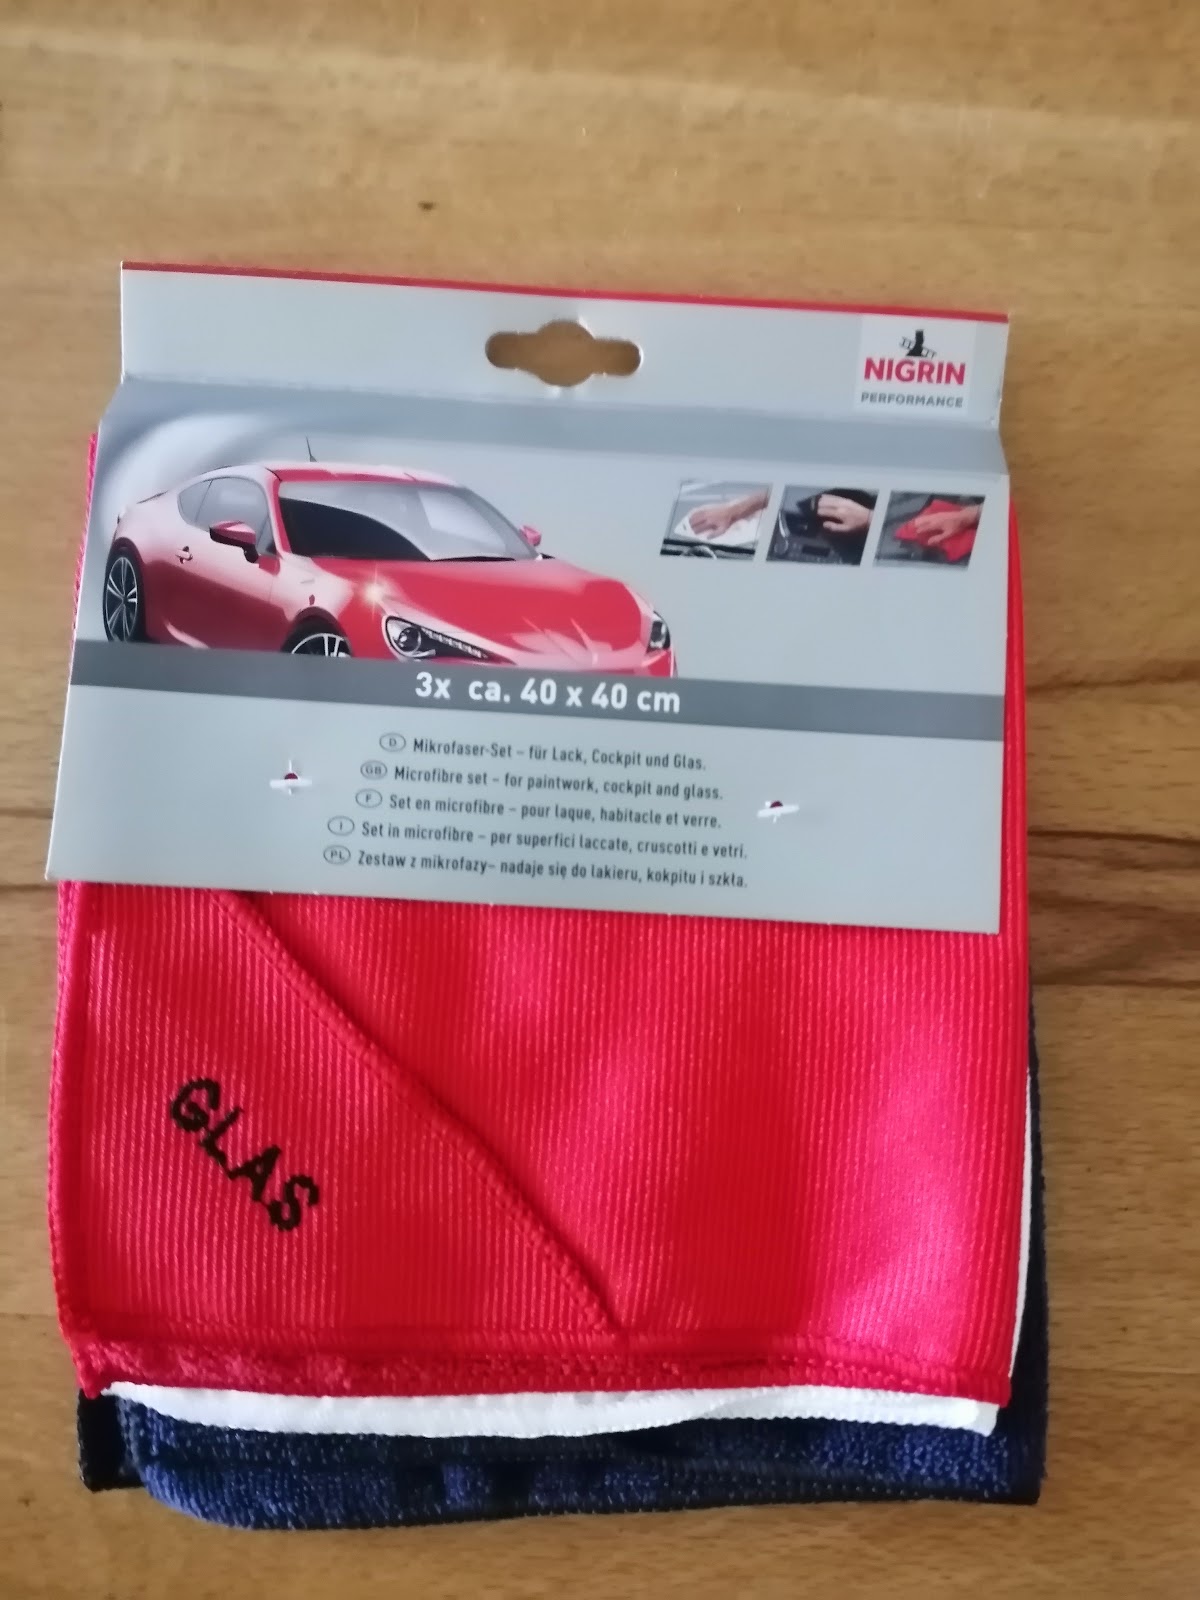 NIGRIN
PERFORMANCE
3x ca. 40 x 40 cm
D Mikrofaser-Set – für Lack, Cockpit und Glas.
GB Microfibre set – for paintwork, cockpit and glass.
F Set en microfibre – pour laque, habitacle et verre.
I Set in microfibre – per superfici laccate, cruscotti e vetri.
PL Zestaw z mikrofazy– nadaje się do lakieru, kokpitu i szkła.
GLAS